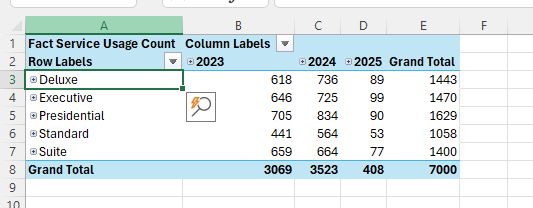 A B C D E F
1 Fact Service Usage Count Column Labels
2 Row Labels 2023 2024 2025 Grand Total
3 Deluxe 618 736 89 1443
4 Executive 646 725 99 1470
5 Presidential 705 834 90 1629
6 Standard 441 564 53 1058
7 Suite 659 664 77 1400
8 Grand Total 3069 3523 408 7000
9
10